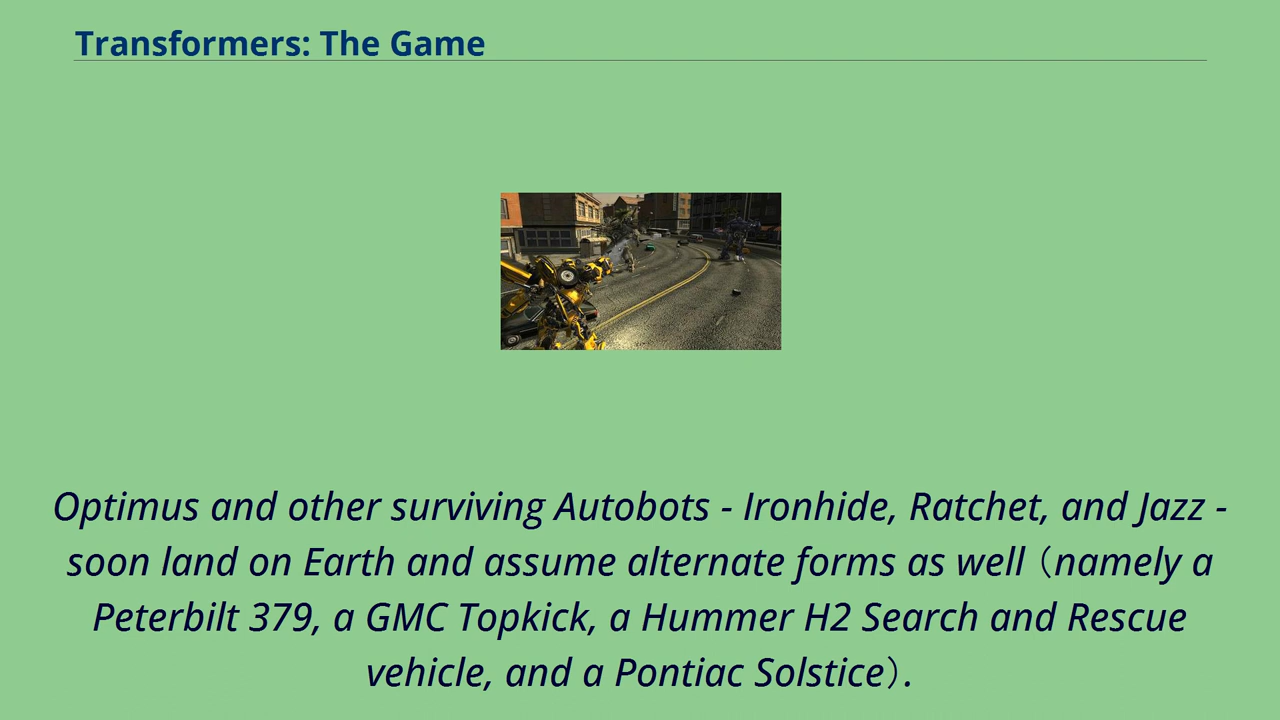 Transformers: The Game
Optimus and other surviving Autobots - Ironhide, Ratchet, and Jazz -
soon land on Earth and assume alternate forms as well（namely a
Peterbilt 379, a GMC Topkick, a Hummer H2 Search and Rescue
vehicle, and a Pontiac Solstice）.